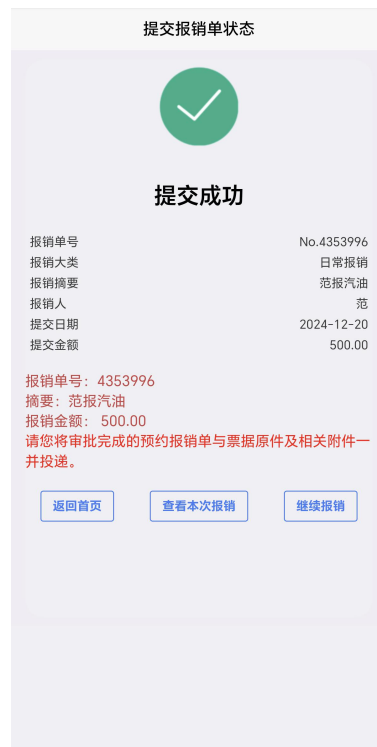 提交报销单状态
提交成功
报销单号 No.4353996
报销大类 日常报销
报销摘要 范报汽油
报销人 范
提交日期 2024-12-20
提交金额 500.00
报销单号：4353996
摘要：范报汽油
报销金额： 500.00
请您将审批完成的预约报销单与票据原件及相关附件一
并投递。
返回首页 查看本次报销 继续报销